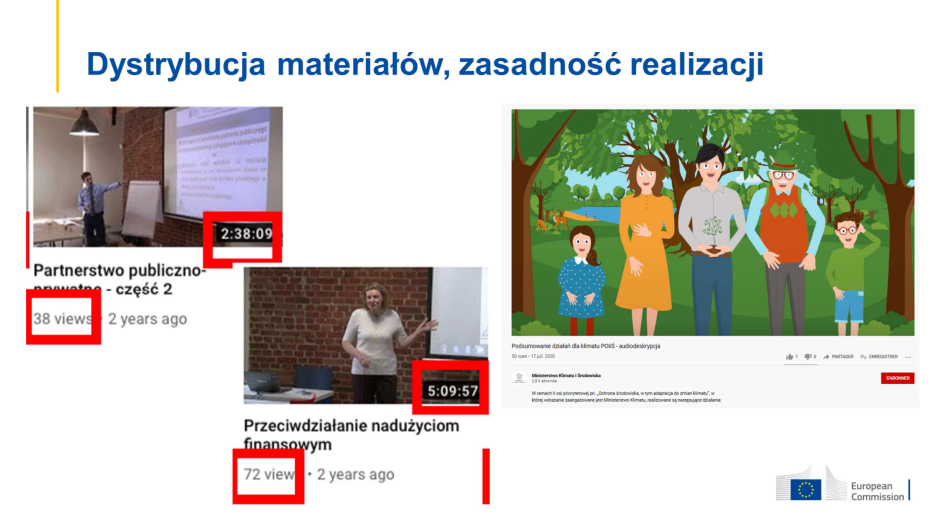 Dystrybucja materiałów, zasadność realizacji
2:38:09
Partnerstwo publiczno-
prywatne - część 2
38 views • 2 years ago
5:09:57
Przeciwdziałanie nadużyciom
finansowym
72 view • 2 years ago
Podsumowanie działań dla klimatu POIiŚ - audiodeskrypcja
50 vues • 17 juil. 2020
1
0
PARTAGER
ENREGISTRER
...
Ministerstwo Klimatu i Środowiska
2,8 k abonnés
S'ABONNER
W ramach II osi priorytetowej pn. „Ochrona środowiska, w tym adaptacja do zmian klimatu", w
której wdrażanie zaangażowane jest Ministerstwo Klimatu, realizowane są następujące działania:
European
Commission